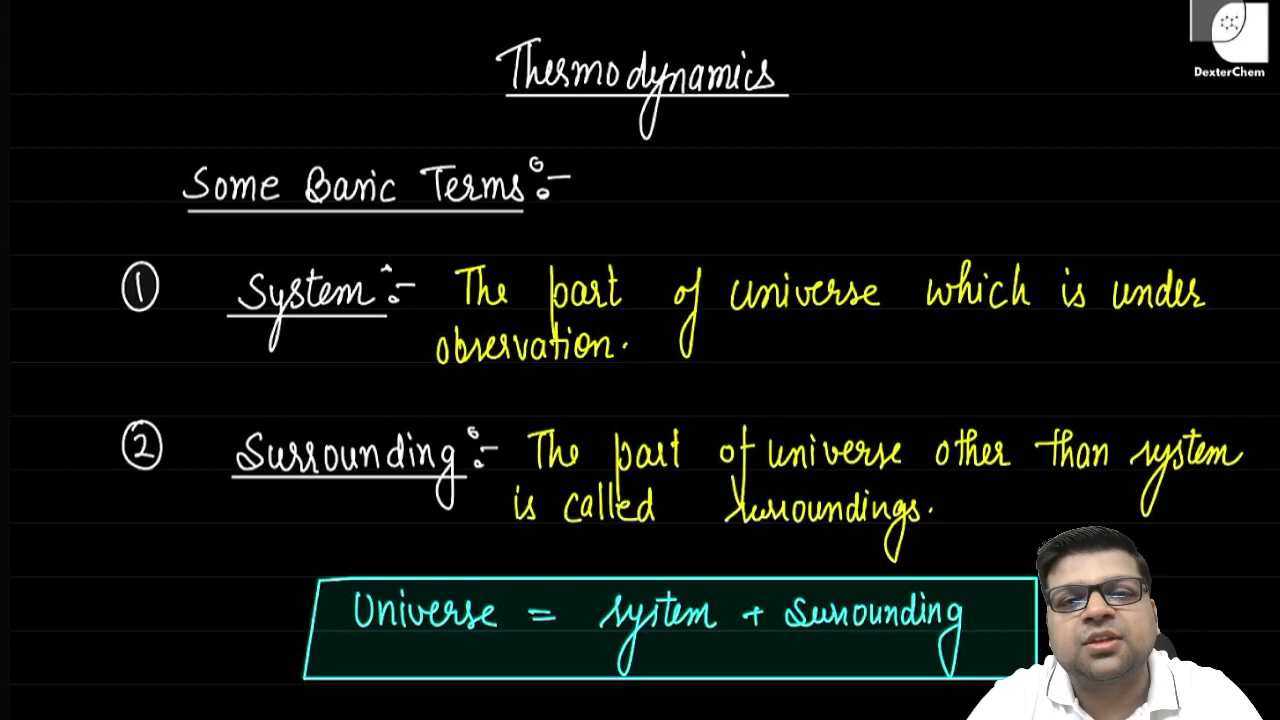 DexterChem
Thermodynamics
Some Basic Terms :-
① System :- The part of universe which is under
observation.
② Surrounding :- The part of universe other than system
is called surroundings.
Universe = system + surrounding